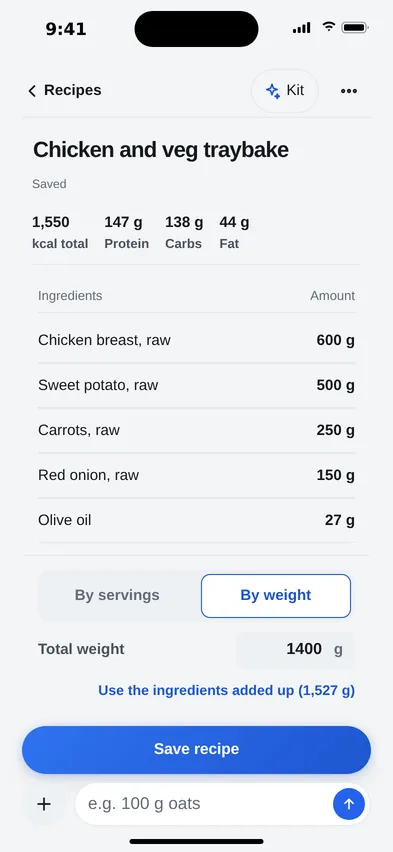 9:41
Recipes
Kit
Chicken and veg traybake
Saved
1,550 147 g 138 g 44 g
kcal total Protein Carbs Fat
Ingredients Amount
Chicken breast, raw 600 g
Sweet potato, raw 500 g
Carrots, raw 250 g
Red onion, raw 150 g
Olive oil 27 g
By servings By weight
Total weight 1400 g
Use the ingredients added up (1,527 g)
Save recipe
e.g. 100 g oats